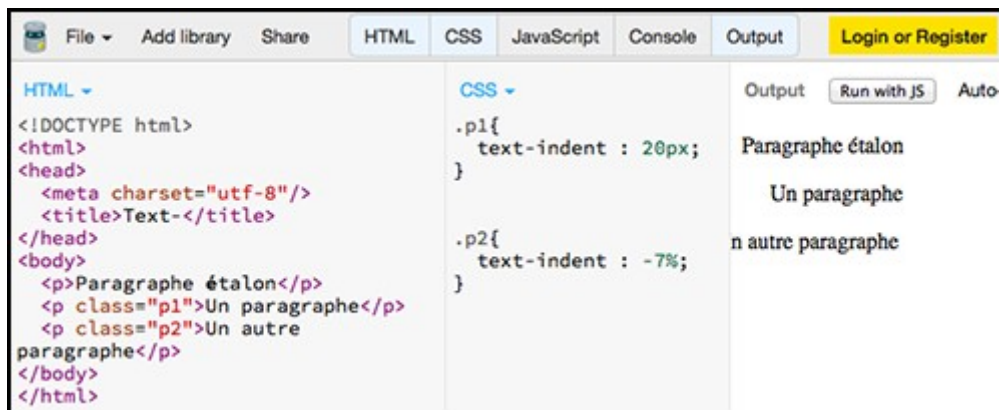 File Add library Share HTML CSS JavaScript Console Output Login or Register
HTML
<!DOCTYPE html>
<html>
<head>
<meta charset="utf-8"/>
<title>Text-</title>
</head>
<body>
<p>Paragraphe étalon</p>
<p class="p1">Un paragraphe</p>
<p class="p2">Un autre
paragraphe</p>
</body>
</html>
CSS
.p1{
text-indent : 20px;
}
.p2{
text-indent : -7%;
}
Output Run with JS Auto-
Paragraphe étalon
Un paragraphe
n autre paragraphe